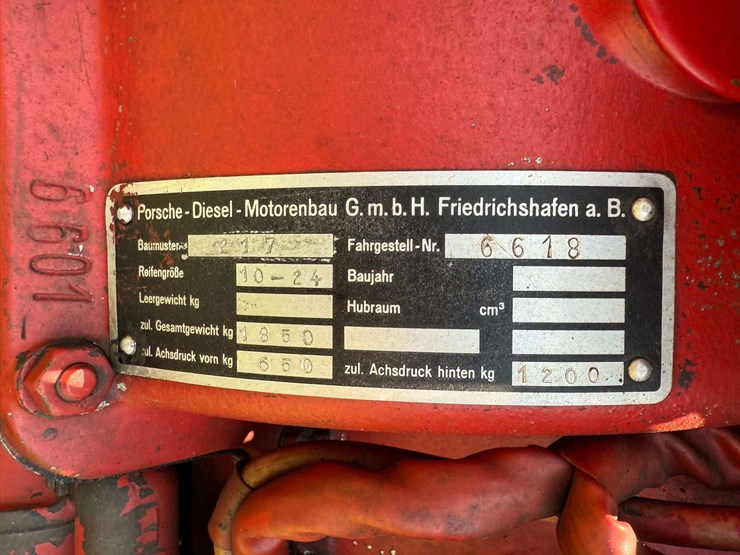 Porsche-Diesel-Motorenbau G.m.b.H. Friedrichshafen a. B.
Baumuster 217 Fahrgestell-Nr. 6618
Reifengröße 10-24 Baujahr
Leergewicht kg Hubraum cm³
zul. Gesamtgewicht kg 1850
zul. Achsdruck vorn kg 650 zul. Achsdruck hinten kg 1200
6601